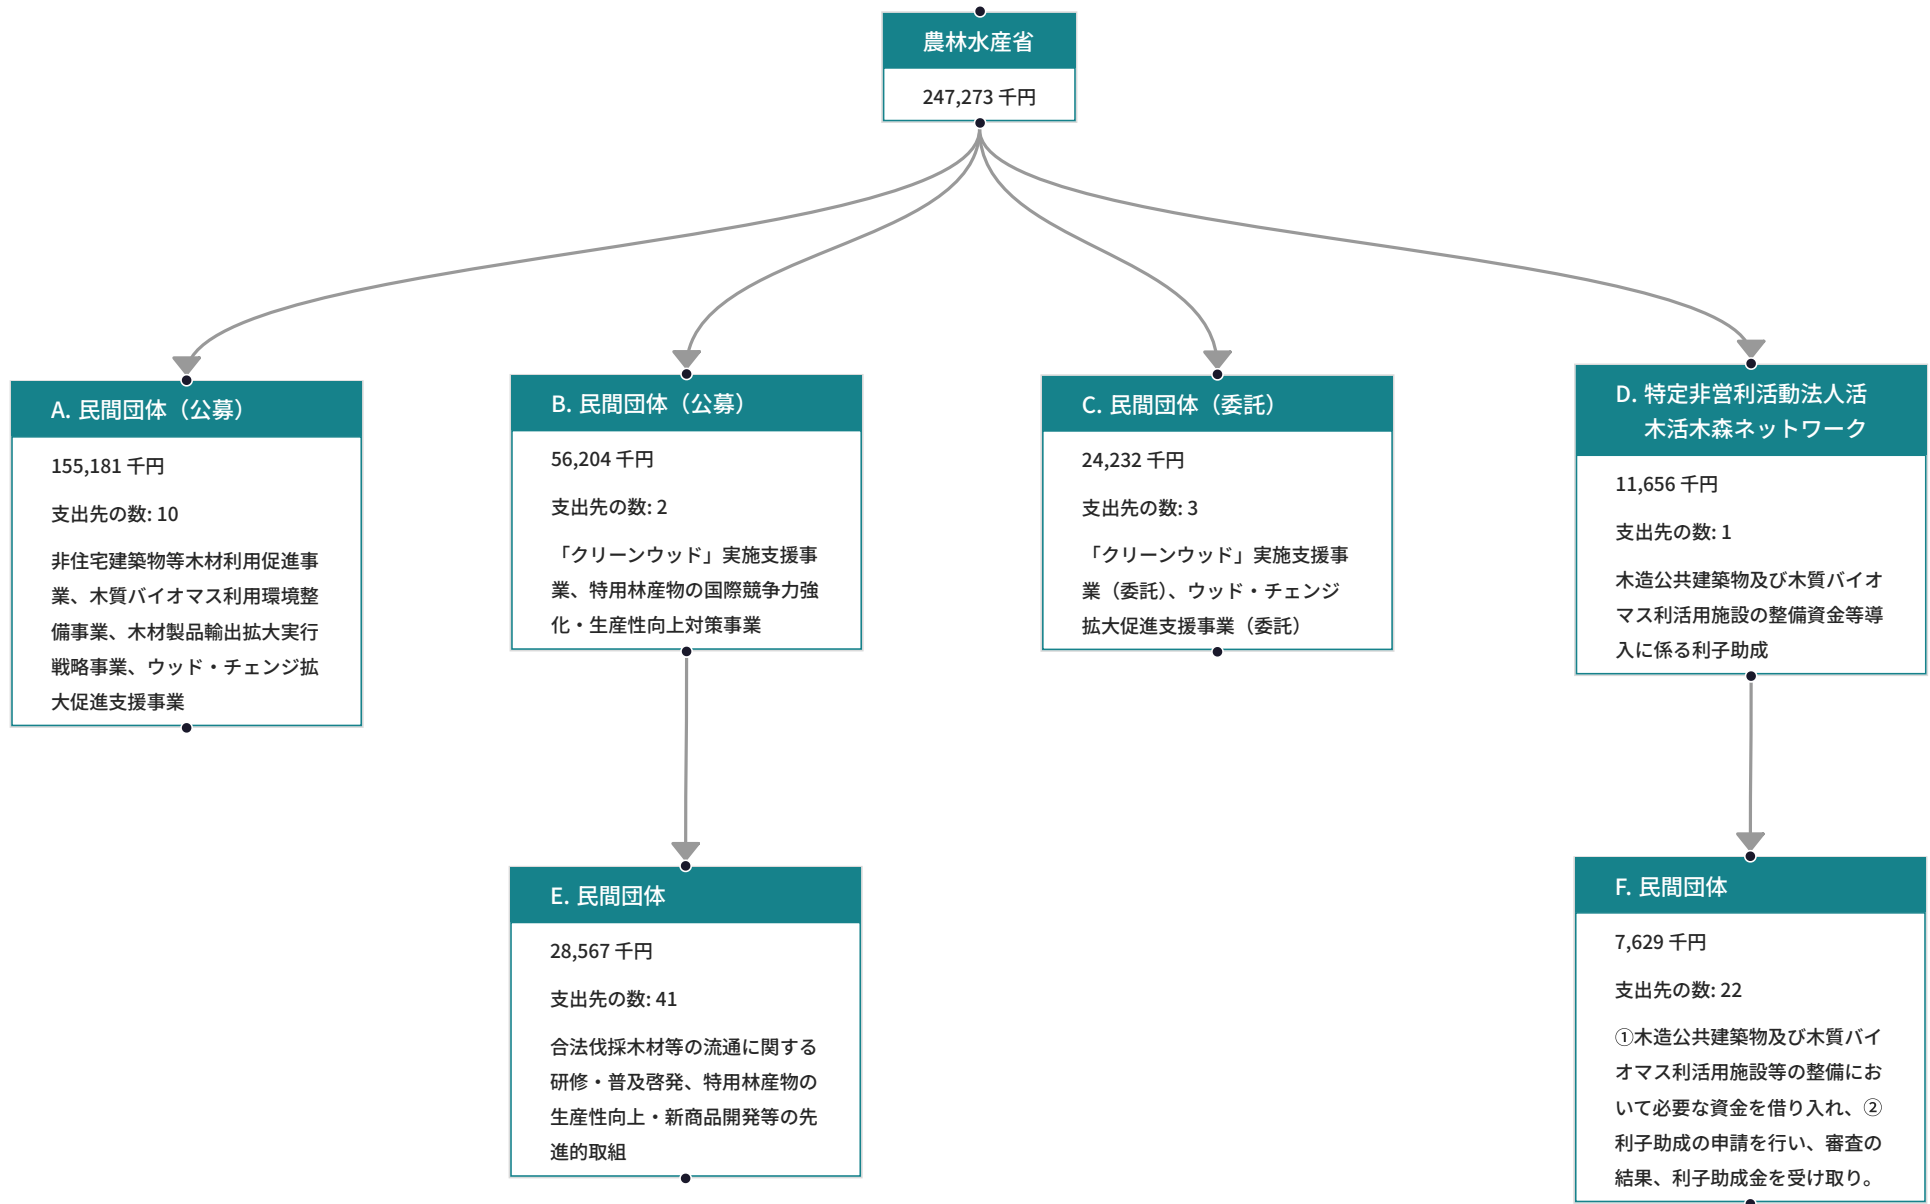 農林水産省
247,273 千円
A. 民間団体（公募）
155,181 千円
支出先の数: 10
非住宅建築物等木材利用促進事
業、木質バイオマス利用環境整
備事業、木材製品輸出拡大実行
戦略事業、ウッド・チェンジ拡
大促進支援事業
B. 民間団体（公募）
56,204 千円
支出先の数: 2
「クリーンウッド」実施支援事
業、特用林産物の国際競争力強
化・生産性向上対策事業
C. 民間団体（委託）
24,232 千円
支出先の数: 3
「クリーンウッド」実施支援事
業（委託）、ウッド・チェンジ
拡大促進支援事業（委託）
D. 特定非営利活動法人活
木活木森ネットワーク
11,656 千円
支出先の数: 1
木造公共建築物及び木質バイオ
マス利活用施設の整備資金等導
入に係る利子助成
E. 民間団体
28,567 千円
支出先の数: 41
合法伐採木材等の流通に関する
研修・普及啓発、特用林産物の
生産性向上・新商品開発等の先
進的取組
F. 民間団体
7,629 千円
支出先の数: 22
①木造公共建築物及び木質バイ
オマス利活用施設等の整備にお
いて必要な資金を借り入れ、②
利子助成の申請を行い、審査の
結果、利子助成金を受け取り。